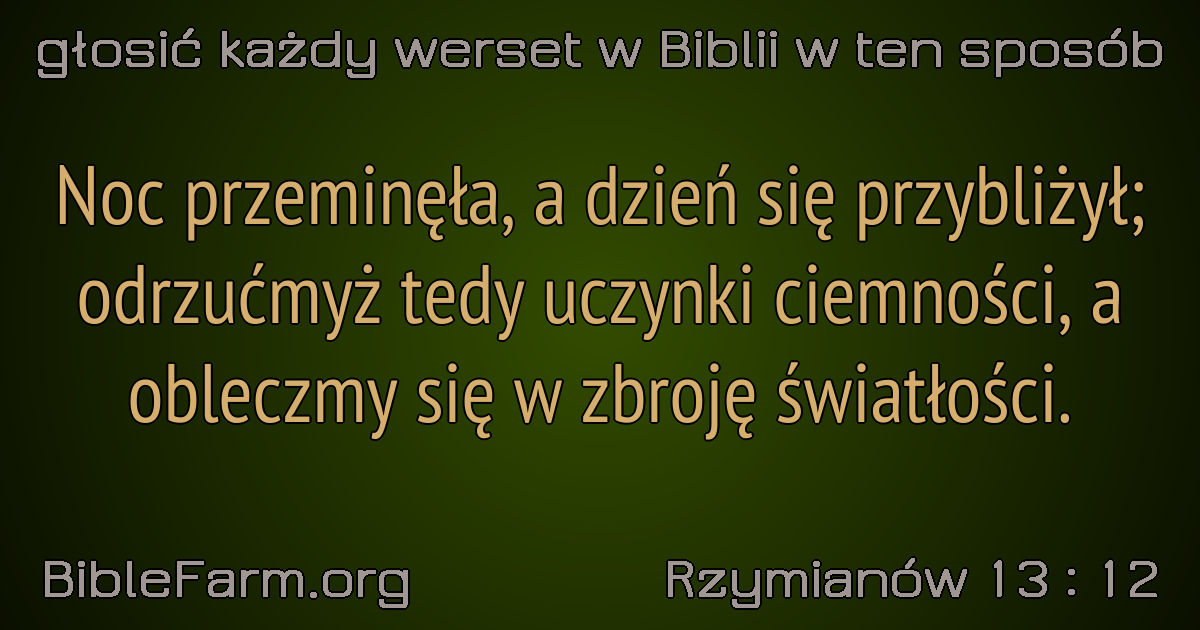 głosić każdy werset w Biblii w ten sposób
Noc przeminęła, a dzień się przybliżył;
odrzućmyż tedy uczynki ciemności, a
obleczmy się w zbroję światłości.
BibleFarm.org
Rzymianów 13 : 12